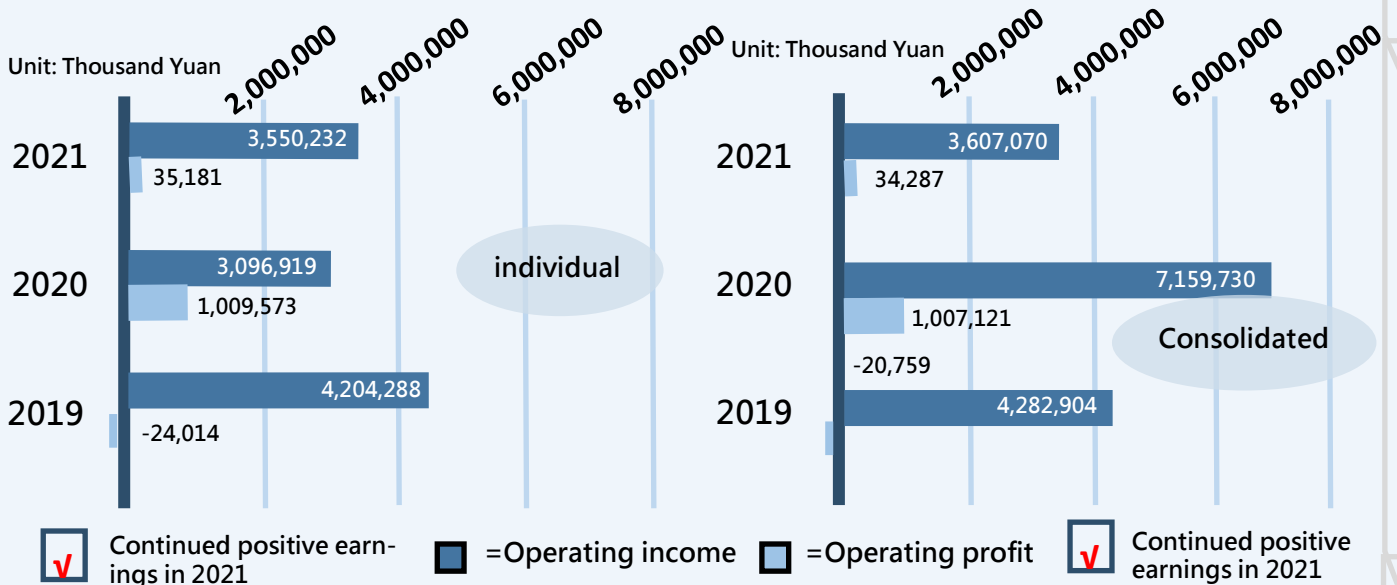 Unit: Thousand Yuan
2,000,000
4,000,000
6,000,000
8,000,000
2021
3,550,232
35,181
2020
3,096,919
1,009,573
individual
2019
4,204,288
-24,014
Unit: Thousand Yuan
2,000,000
4,000,000
6,000,000
8,000,000
2021
3,607,070
34,287
2020
7,159,730
1,007,121
Consolidated
-20,759
2019
4,282,904
√
Continued positive earn-
ings in 2021
=Operating income
=Operating profit
√
Continued positive
earnings in 2021